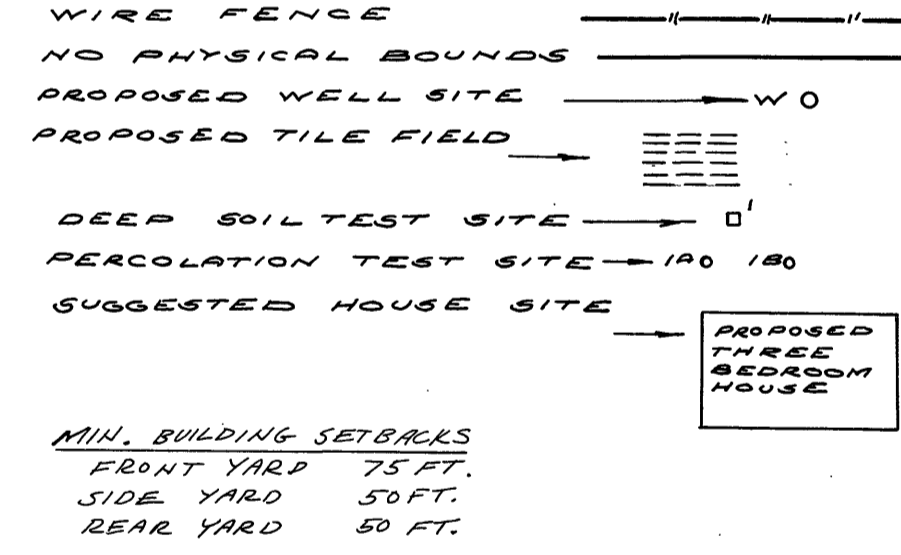 WIRE FENCE
NO PHYSICAL BOUNDS
PROPOSED WELL SITE W O
PROPOSED TILE FIELD
DEEP SOIL TEST SITE 1
PERCOLATION TEST SITE 1AO 1BO
SUGGESTED HOUSE SITE
PROPOSED
THREE
BEDROOM
HOUSE
MIN. BUILDING SETBACKS
FRONT YARD 75 FT.
SIDE YARD 50 FT.
REAR YARD 50 FT.